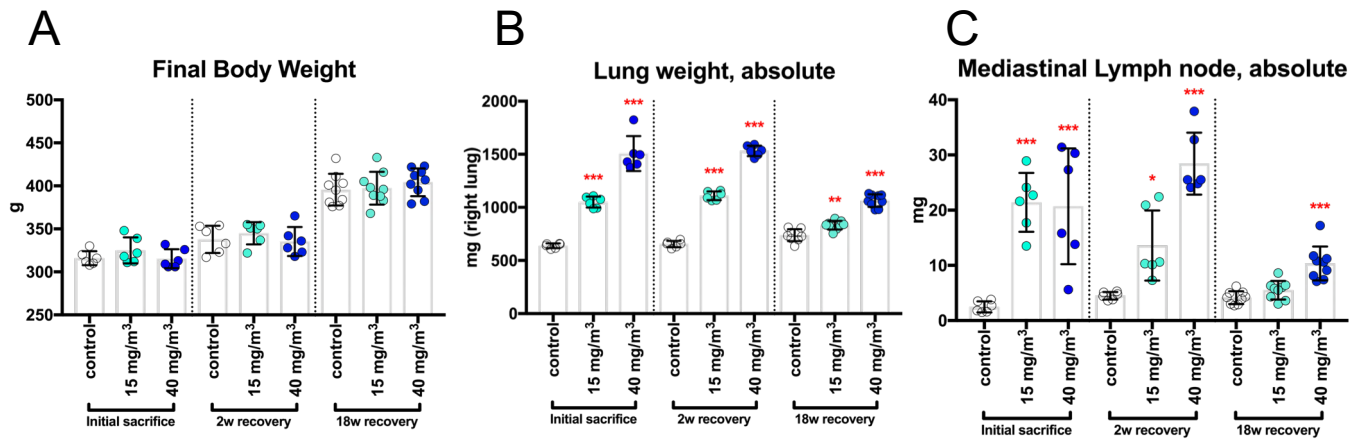 A
Final Body Weight
500
450
400
350
300
250
g
control
15 mg/m³
40 mg/m³
control
15 mg/m³
40 mg/m³
control
15 mg/m³
40 mg/m³
Initial sacrifice
2w recovery
18w recovery
B
Lung weight, absolute
2000
1500
1000
500
0
mg (right lung)
***
***
***
***
**
***
control
15 mg/m³
40 mg/m³
control
15 mg/m³
40 mg/m³
control
15 mg/m³
40 mg/m³
Initial sacrifice
2w recovery
18w recovery
C
Mediastinal Lymph node, absolute
40
30
20
10
0
mg
***
***
*
***
***
control
15 mg/m³
40 mg/m³
control
15 mg/m³
40 mg/m³
control
15 mg/m³
40 mg/m³
Initial sacrifice
2w recovery
18w recovery